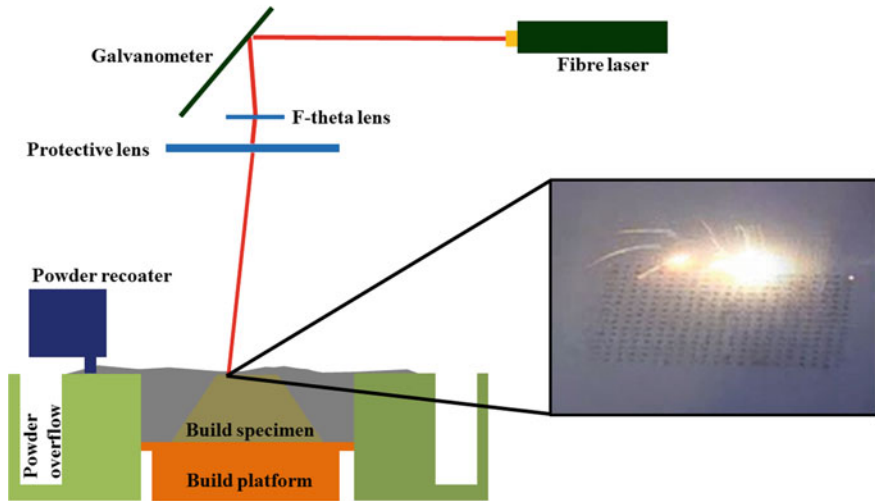 Galvanometer
Fibre laser
F-theta lens
Protective lens
Powder recoater
Powder
overflow
Build specimen
Build platform